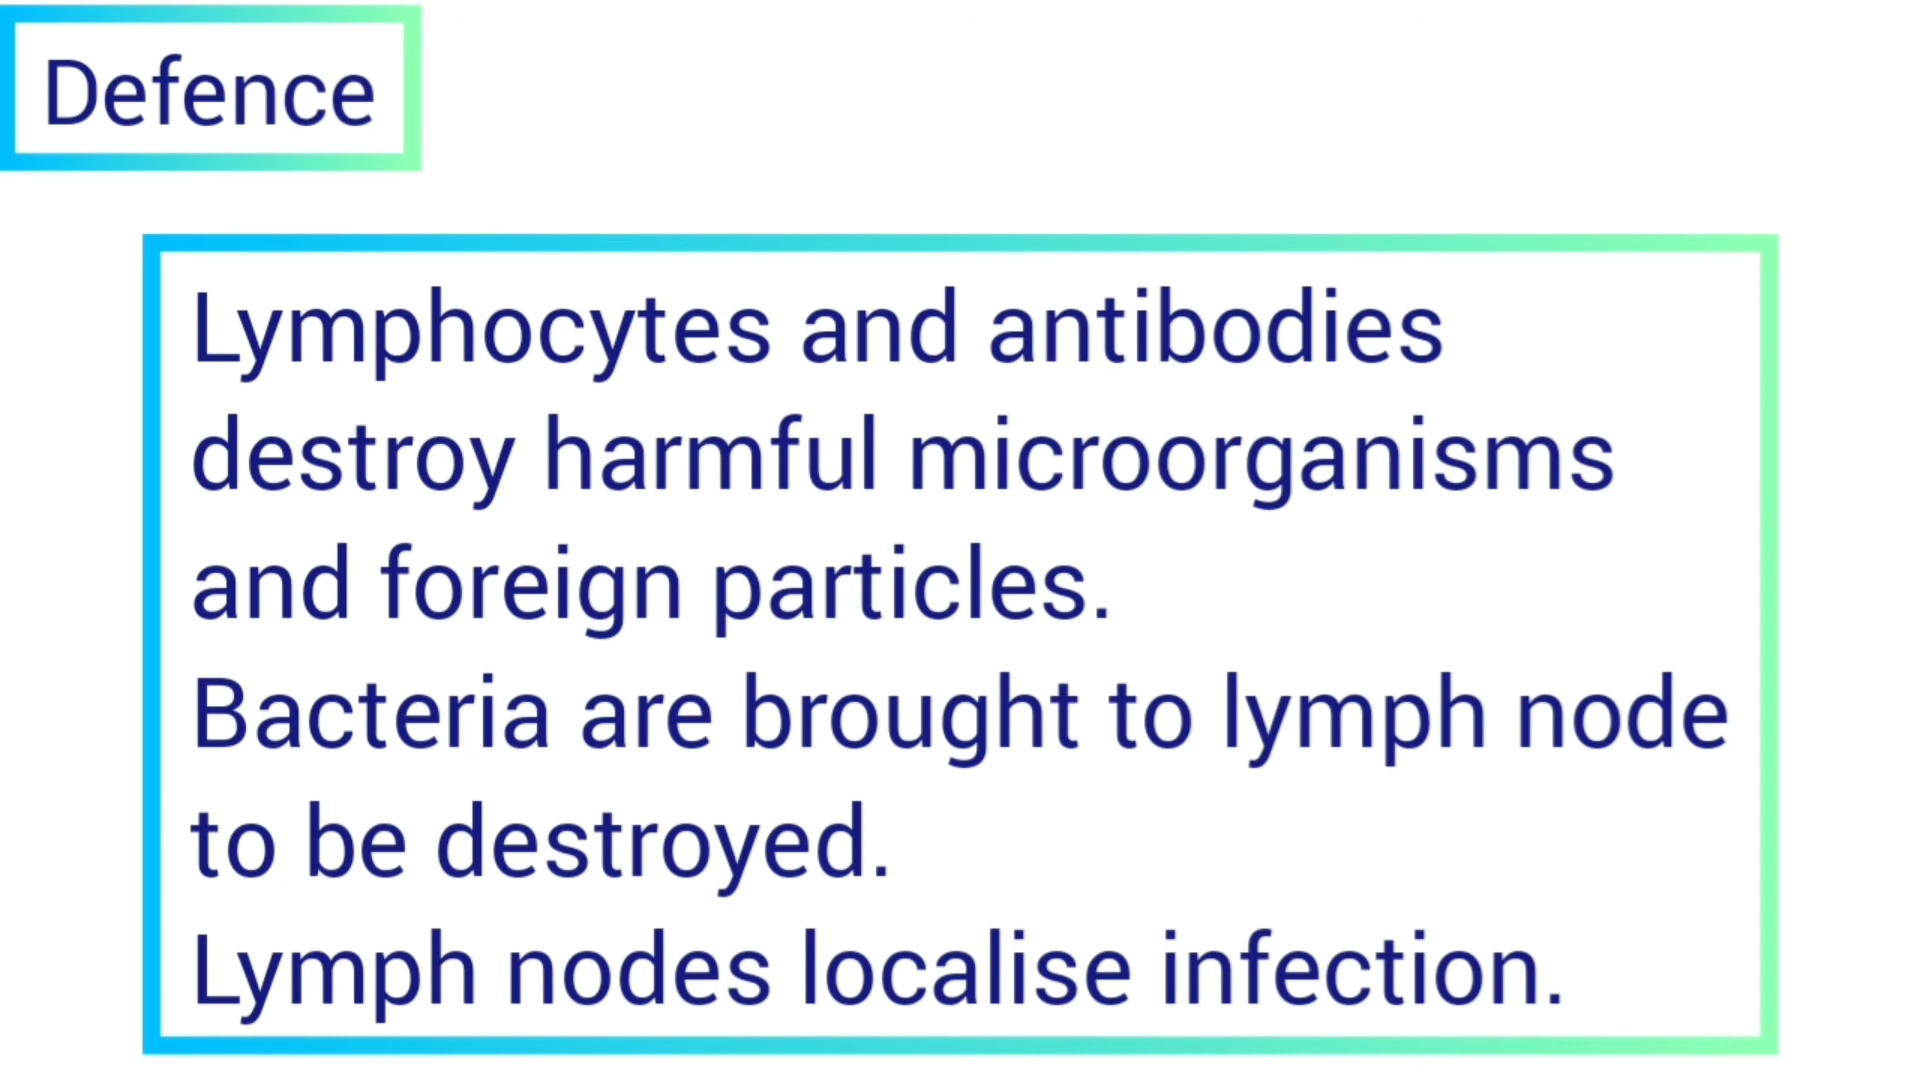 Defence
Lymphocytes and antibodies
destroy harmful microorganisms
and foreign particles.
Bacteria are brought to lymph node
to be destroyed.
Lymph nodes localise infection.